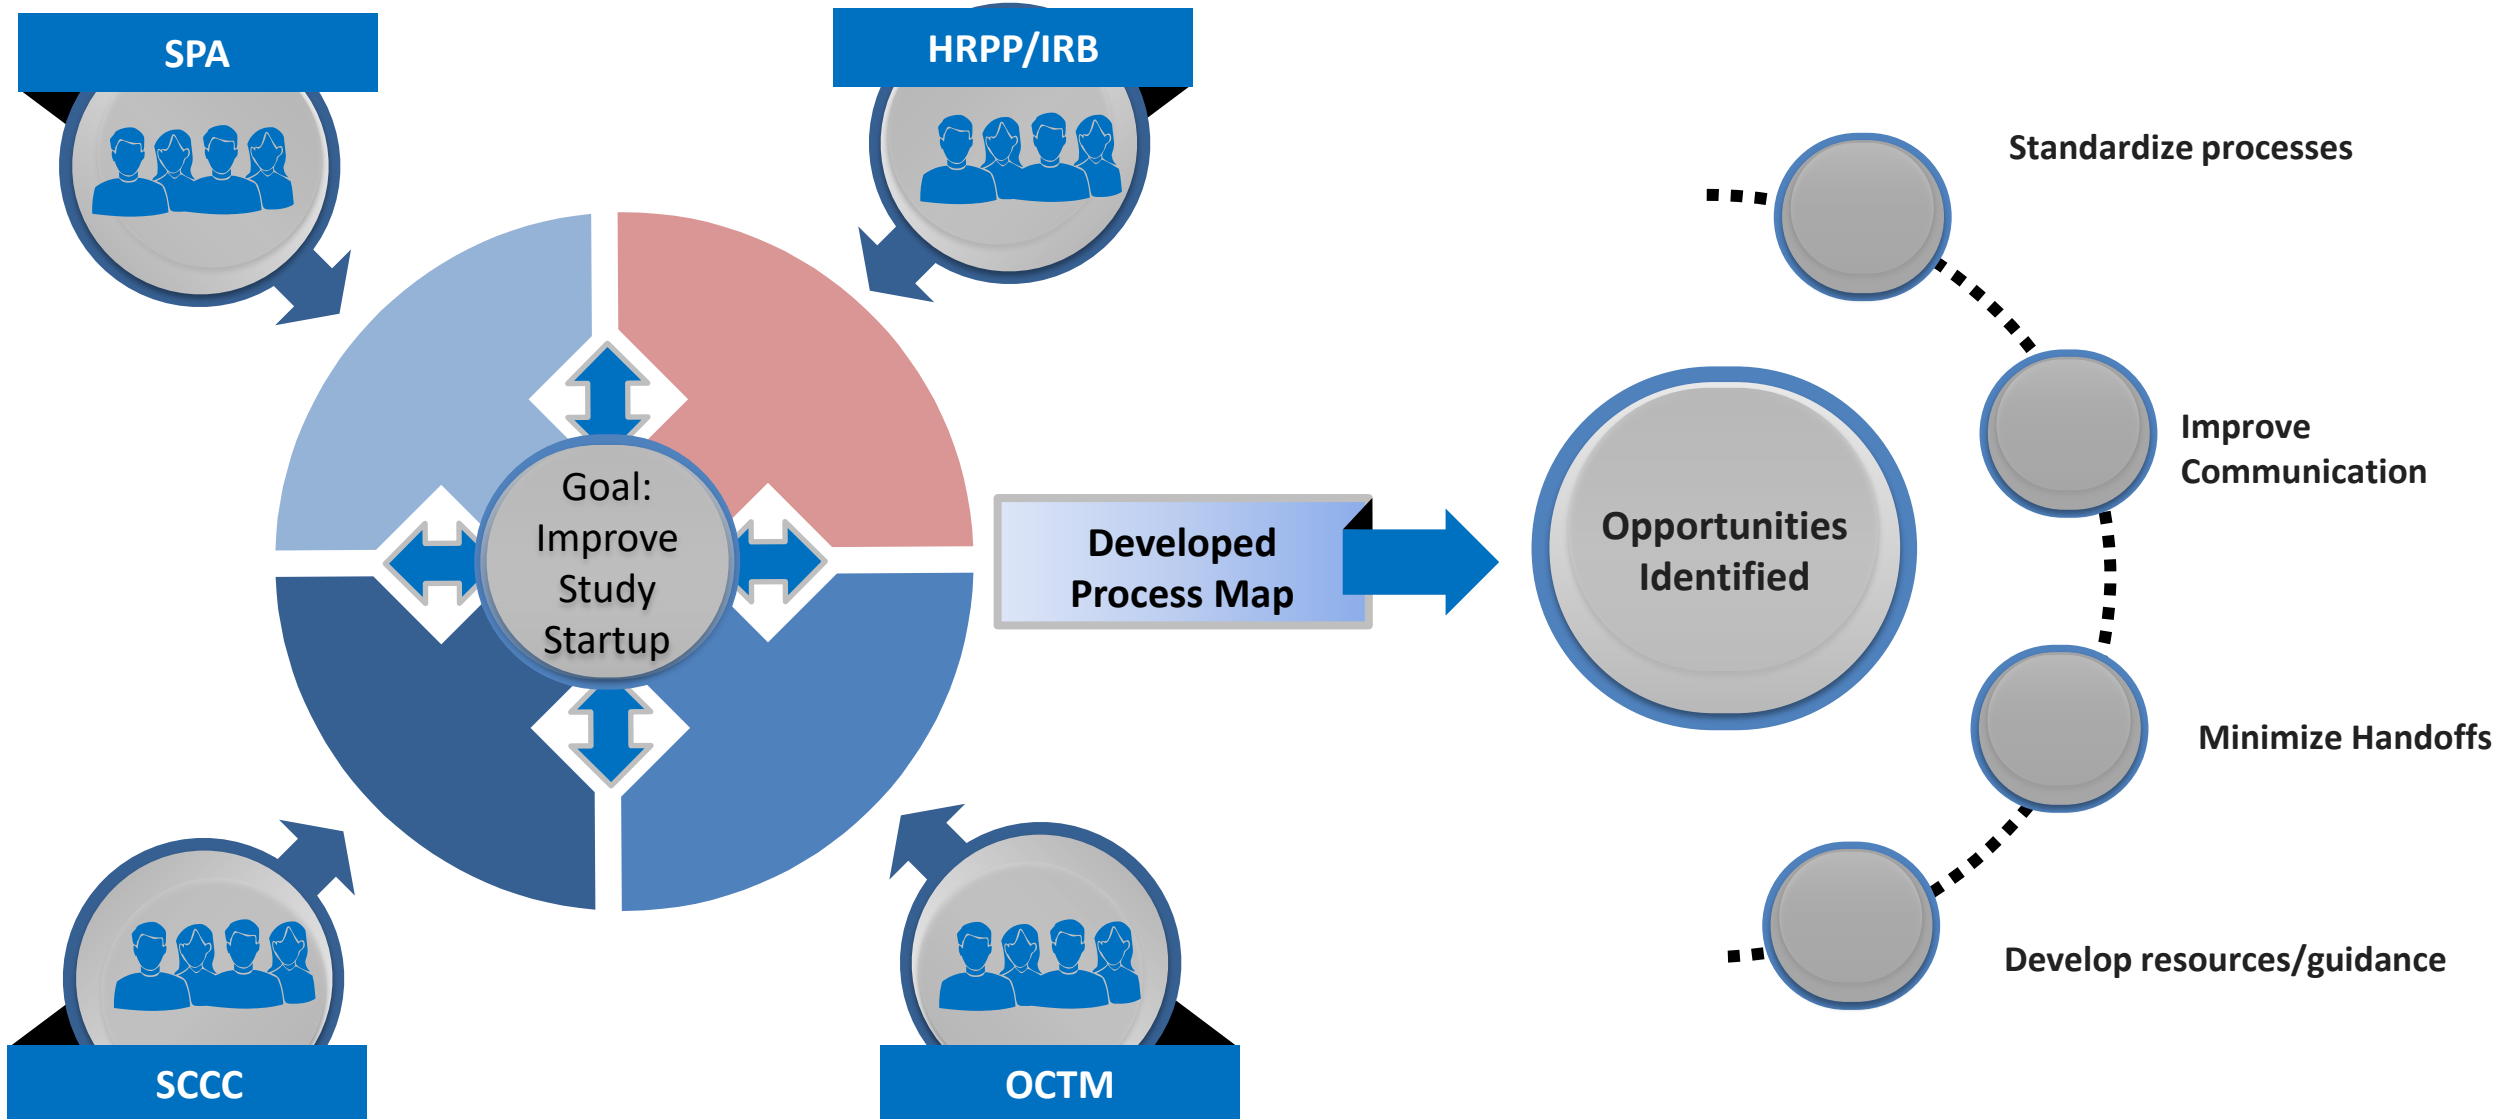 SPA
HRPP/IRB
Goal:
Improve
Study
Startup
SCCC
OCTM
Developed
Process Map
Opportunities
Identified
Standardize processes
Improve
Communication
Minimize Handoffs
Develop resources/guidance